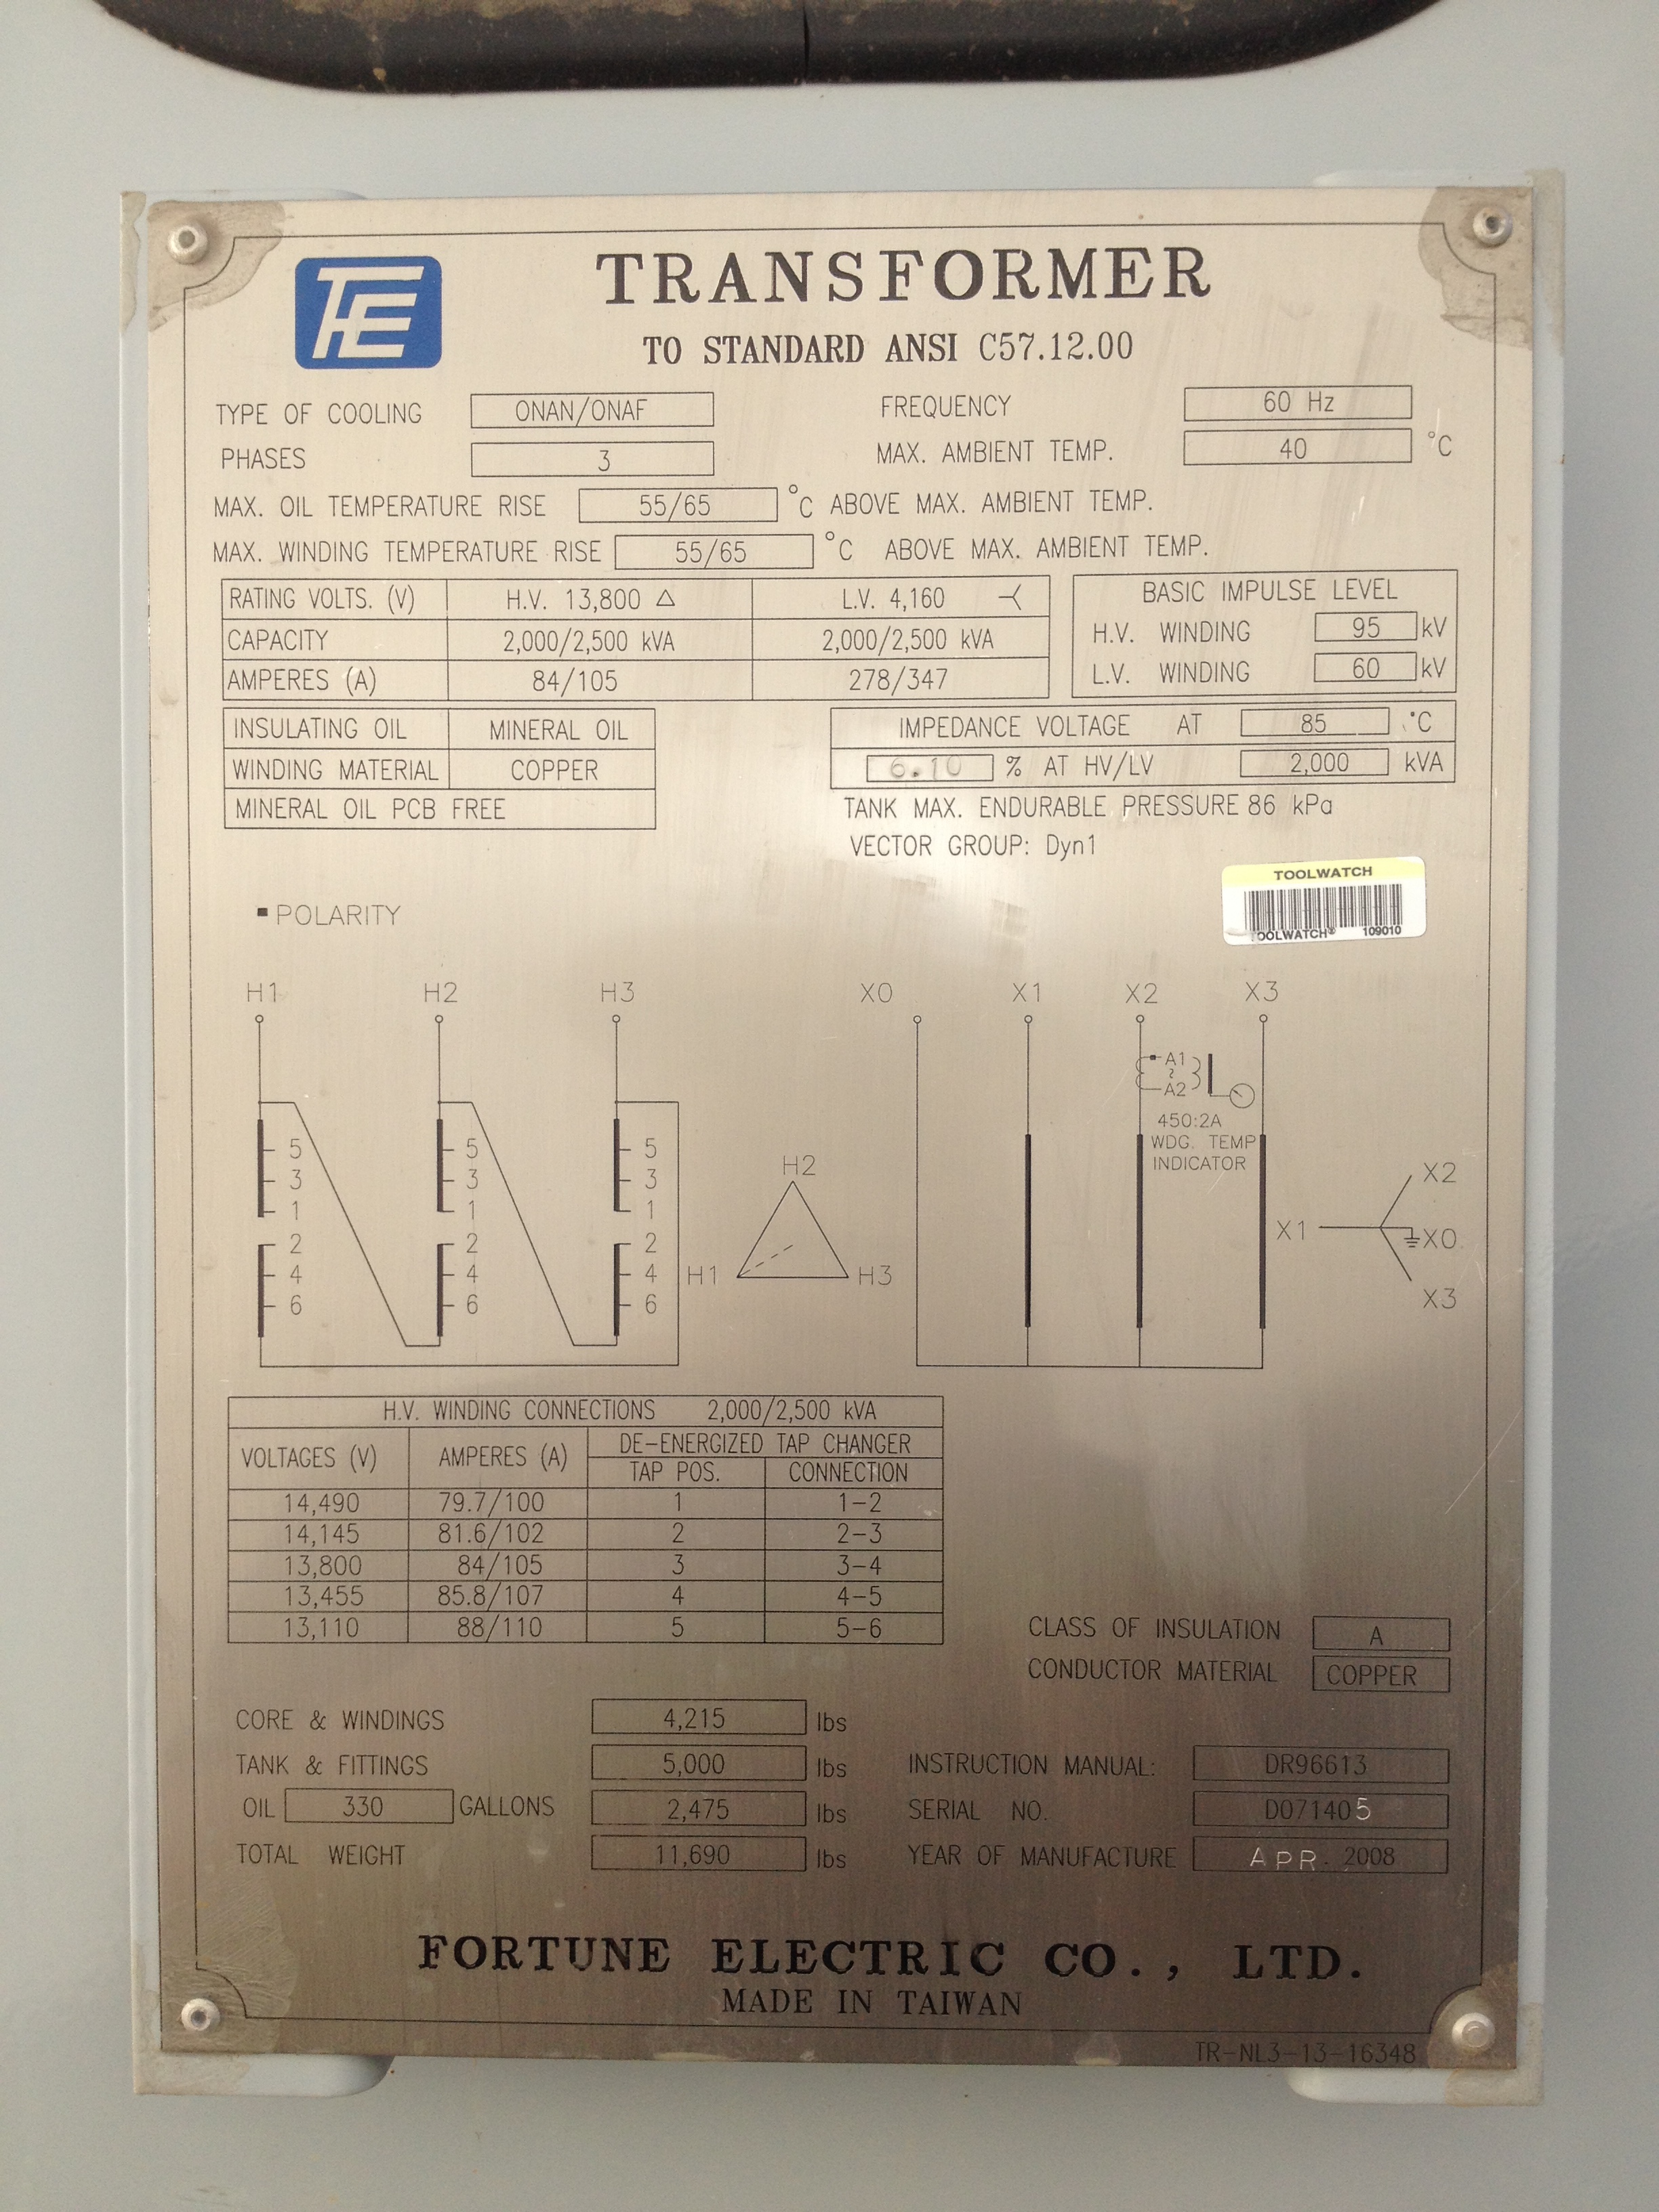 TRANSFORMER
TO STANDARD ANSI C57.12.00
TYPE OF COOLING ONAN/ONAF FREQUENCY 60 Hz
PHASES 3 MAX. AMBIENT TEMP. 40 °C
MAX. OIL TEMPERATURE RISE 55/65 °C ABOVE MAX. AMBIENT TEMP.
MAX. WINDING TEMPERATURE RISE 55/65 °C ABOVE MAX. AMBIENT TEMP.
RATING VOLTS. (V) H.V. 13,800 △ L.V. 4,160
CAPACITY 2,000/2,500 kVA 2,000/2,500 kVA
AMPERES (A) 84/105 278/347
BASIC IMPULSE LEVEL
H.V. WINDING 95 kV
L.V. WINDING 60 kV
INSULATING OIL MINERAL OIL
WINDING MATERIAL COPPER
MINERAL OIL PCB FREE
IMPEDANCE VOLTAGE AT 85 °C
6.10 % AT HV/LV 2,000 kVA
TANK MAX. ENDURABLE PRESSURE 86 kPa
VECTOR GROUP: Dyn1
TOOLWATCH
TOOLWATCH® 109010
POLARITY
H1 H2 H3 X0 X1 X2 X3
A1
A2
450:2A
WDG. TEMP
INDICATOR
5 5 5
3 3 3
1 1 1
2 2 2
4 4 4
6 6 6
H2
H1 H3
X2
X1 X0
X3
H.V. WINDING CONNECTIONS 2,000/2,500 kVA
VOLTAGES (V) AMPERES (A) DE-ENERGIZED TAP CHANGER
TAP POS. CONNECTION
14,490 79.7/100 1 1-2
14,145 81.6/102 2 2-3
13,800 84/105 3 3-4
13,455 85.8/107 4 4-5
13,110 88/110 5 5-6
CLASS OF INSULATION A
CONDUCTOR MATERIAL COPPER
CORE & WINDINGS 4,215 lbs
TANK & FITTINGS 5,000 lbs INSTRUCTION MANUAL: DR96613
OIL 330 GALLONS 2,475 lbs SERIAL NO. D071405
TOTAL WEIGHT 11,690 lbs YEAR OF MANUFACTURE APR. 2008
FORTUNE ELECTRIC CO., LTD.
MADE IN TAIWAN
TR-NL3-13-16348